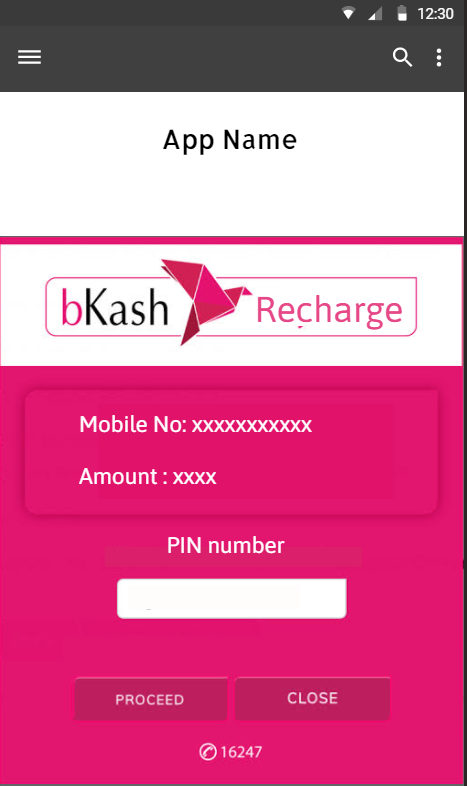 12:30
App Name
bKash Recharge
Mobile No: xxxxxxxxxxx
Amount : xxxx
PIN number
PROCEED CLOSE
16247